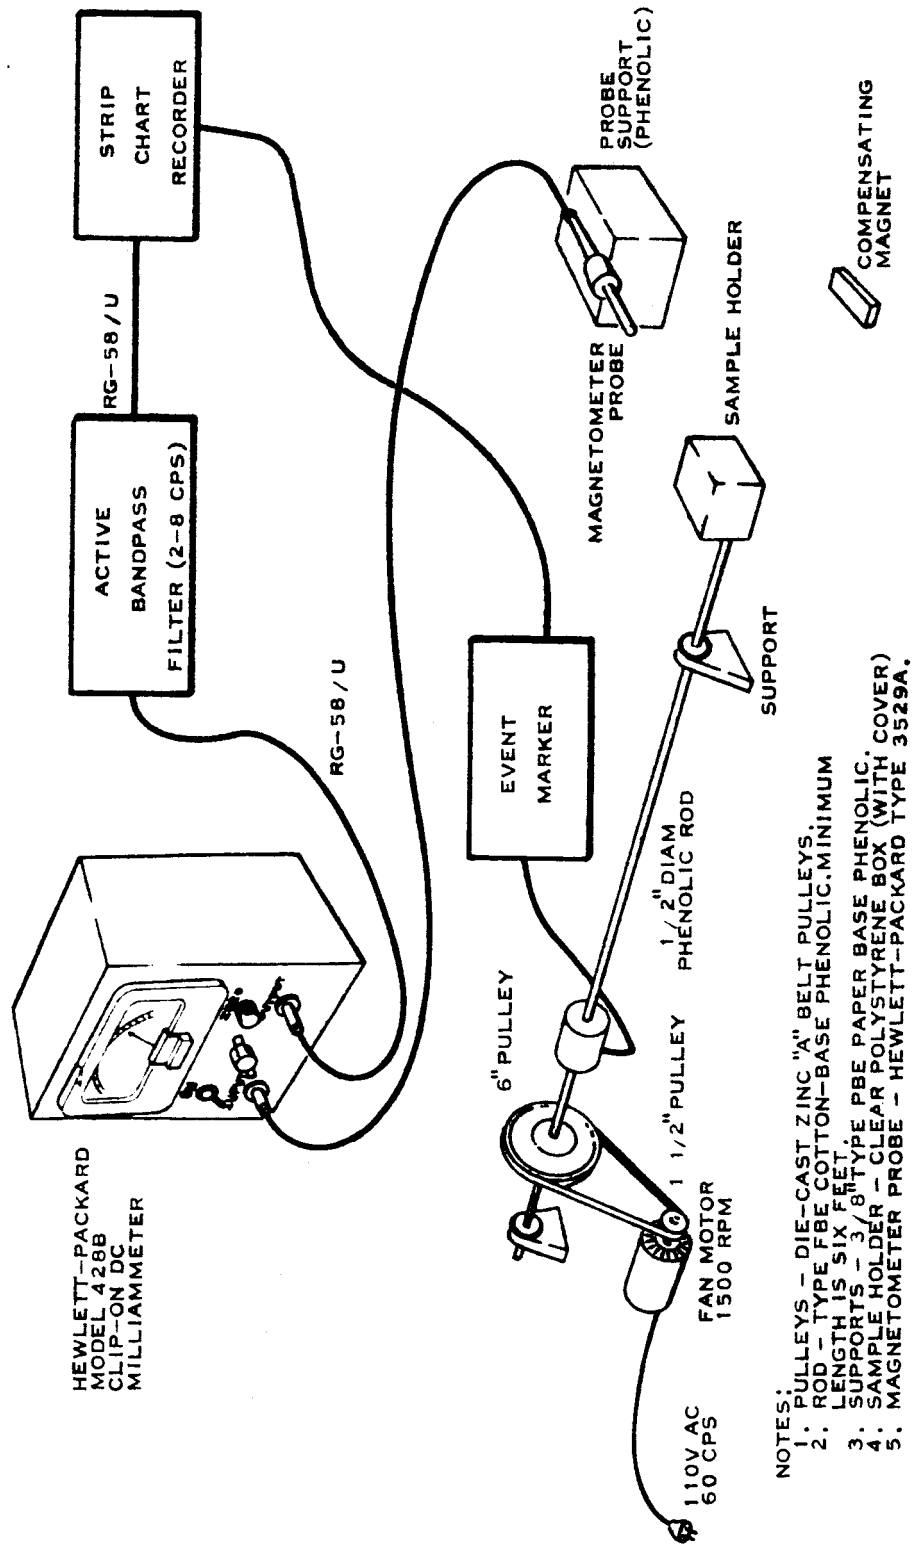 HEWLETT-PACKARD
MODEL 428B
CLIP-ON DC
MILLIAMMETER
ACTIVE
BANDPASS
FILTER (2-8 CPS)
RG-58/U
STRIP
CHART
RECORDER
RG-58/U
EVENT
MARKER
6" PULLEY
1/2" DIAM
PHENOLIC ROD
MAGNETOMETER
PROBE
PROBE
SUPPORT
(PHENOLIC)
1 1/2" PULLEY
FAN MOTOR
1500 RPM
110V AC
60 CPS
SUPPORT
SAMPLE HOLDER
COMPENSATING
MAGNET
NOTES:
1. PULLEYS - DIE-CAST ZINC "A" BELT PULLEYS.
2. ROD - TYPE FBE COTTON-BASE PHENOLIC. MINIMUM
LENGTH IS SIX FEET.
3. SUPPORTS - 3/8" TYPE PBE PAPER BASE PHENOLIC.
4. SAMPLE HOLDER - CLEAR POLYSTYRENE BOX (WITH COVER)
5. MAGNETOMETER PROBE - HEWLETT-PACKARD TYPE 3529A.